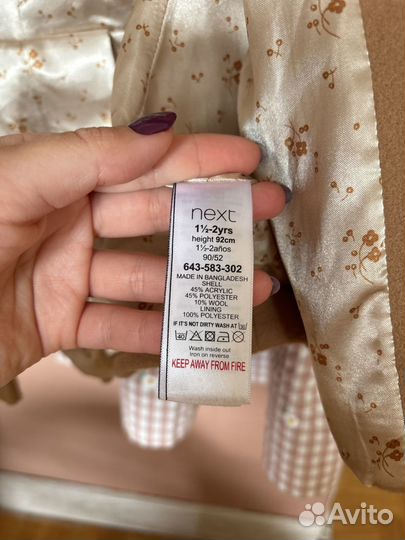 next
1½-2yrs
height 92cm
1½-2años
90/52
643-583-302
MADE IN BANGLADESH
SHELL
45% ACRYLIC
45% POLYESTER
10% WOOL
LINING
100% POLYESTER
IF IT'S NOT DIRTY WASH AT 30
40
Wash inside out
Iron on reverse
KEEP AWAY FROM FIRE
Avito